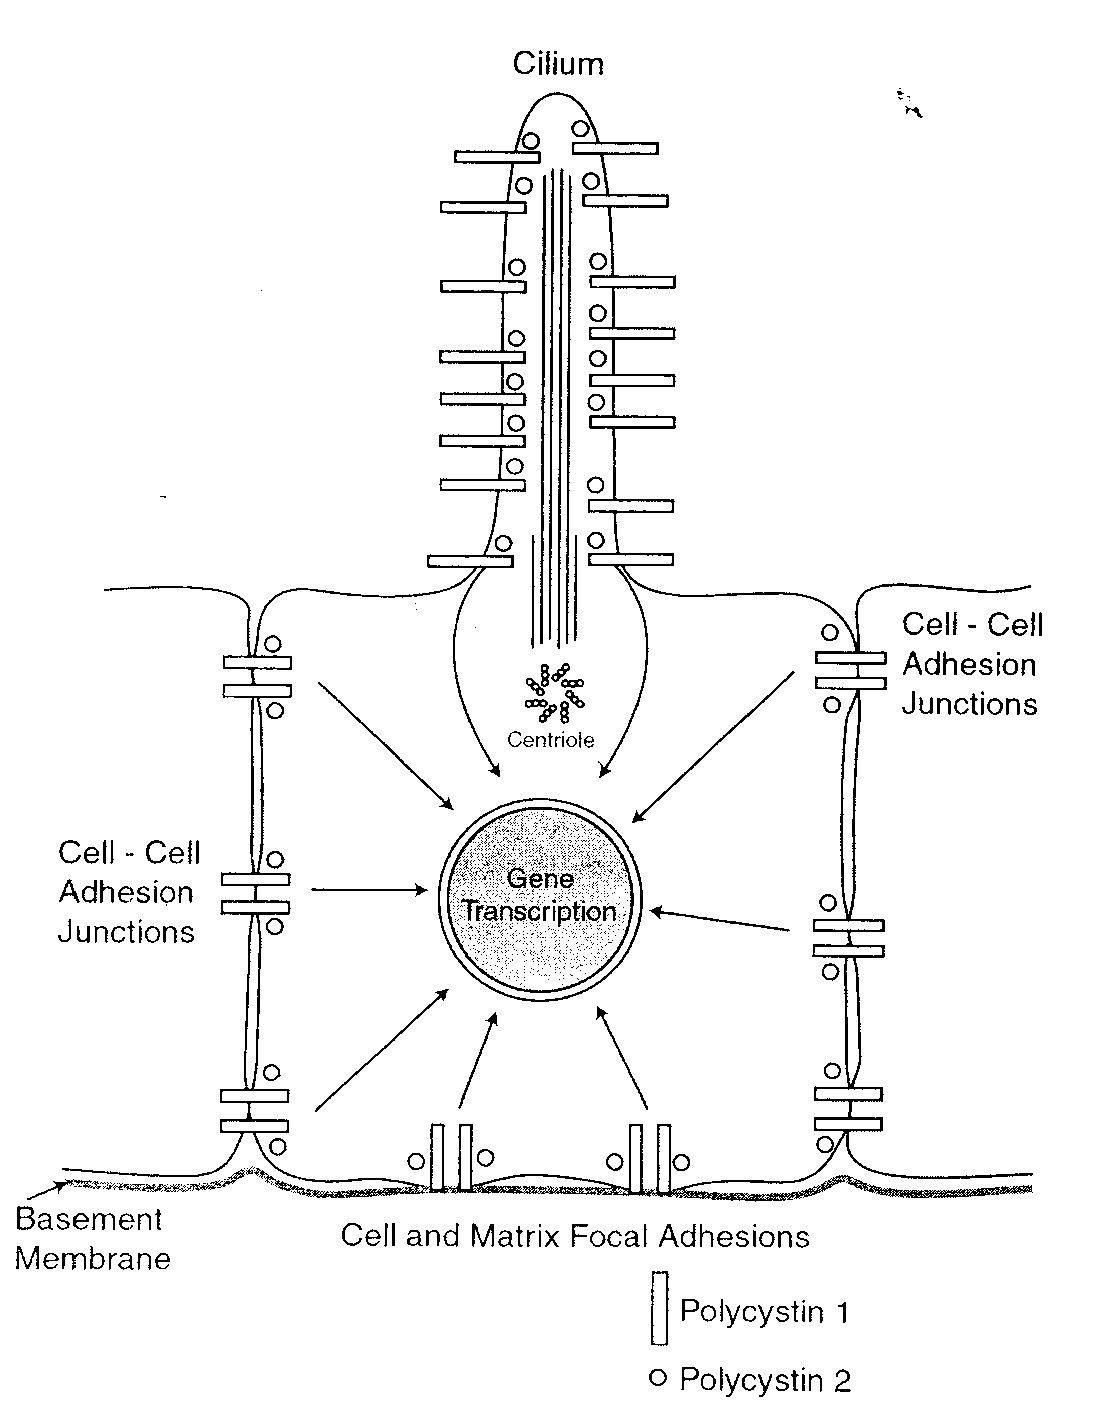 Cilium
Cell - Cell
Adhesion
Junctions
Centriole
Cell - Cell
Adhesion
Junctions
Gene
Transcription
Basement
Membrane
Cell and Matrix Focal Adhesions
Polycystin 1
Polycystin 2